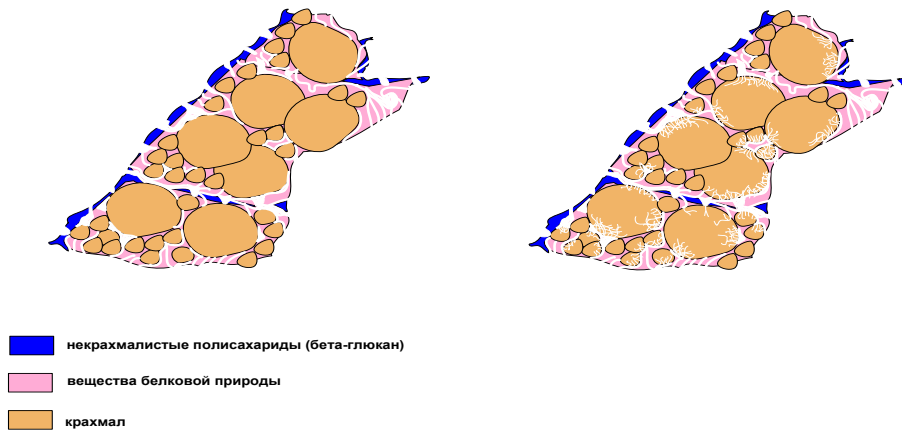 некрахмалистые полисахариды (бета-глюкан)
вещества белковой природы
крахмал